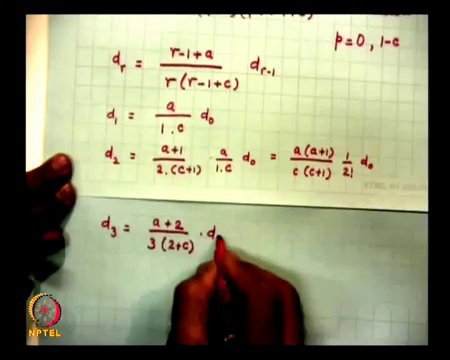 p = 0, 1-c
d_r = \frac{r-1+a}{r(r-1+c)} d_{r-1}
d_1 = \frac{a}{1.c} d_0
d_2 = \frac{a+1}{2.(c+1)} \cdot \frac{a}{1.c} d_0 = \frac{a(a+1)}{c(c+1)} \frac{1}{2!} d_0
d_3 = \frac{a+2}{3(2+c)} . d
NPTEL